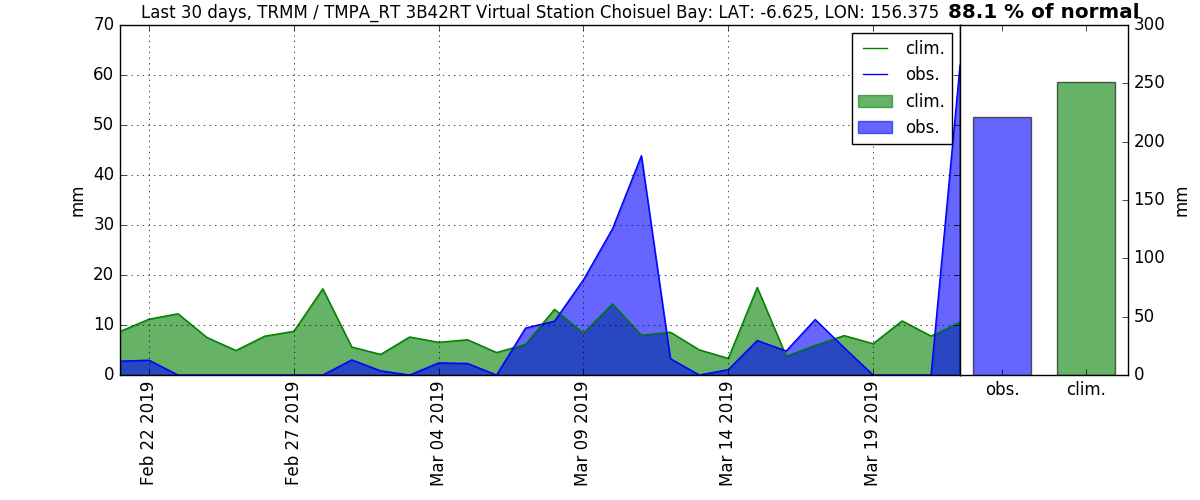 Last 30 days, TRMM / TMPA_RT 3B42RT Virtual Station Choisuel Bay: LAT: -6.625, LON: 156.375 88.1 % of normal
70
60
50
40
30
20
10
0
mm
clim.
obs.
clim.
obs.
Feb 22 2019
Feb 27 2019
Mar 04 2019
Mar 09 2019
Mar 14 2019
Mar 19 2019
300
250
200
150
100
50
0
mm
obs.
clim.